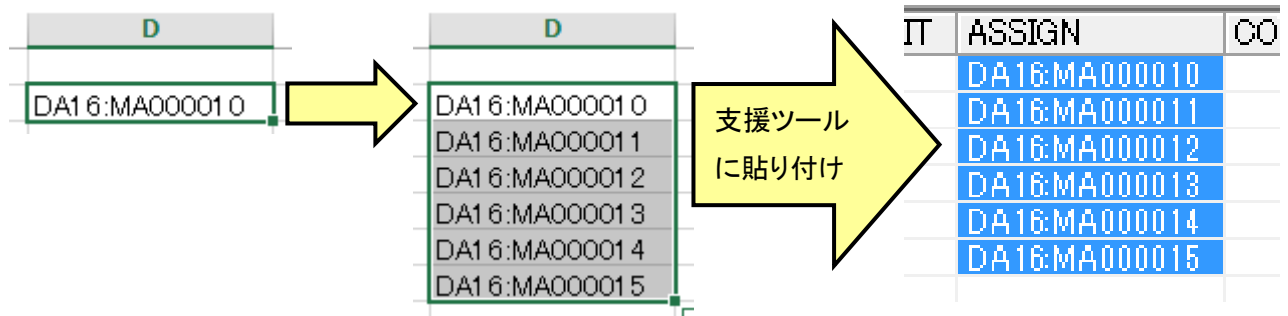 D
DA16:MA000010
D
DA16:MA000010
DA16:MA000011
DA16:MA000012
DA16:MA000013
DA16:MA000014
DA16:MA000015
支援ツール
に貼り付け
IT
ASSIGN
CO
DA16:MA000010
DA16:MA000011
DA16:MA000012
DA16:MA000013
DA16:MA000014
DA16:MA000015